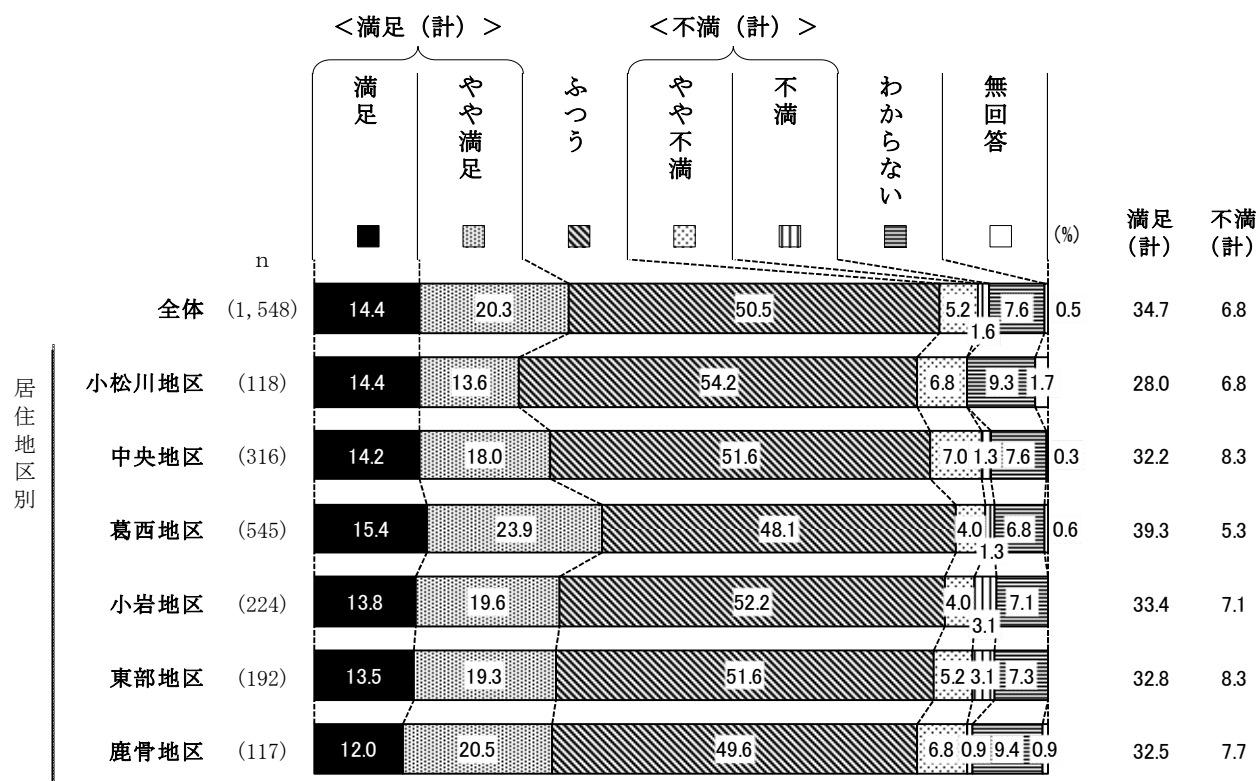 ＜満足（計）＞ ＜不満（計）＞
満足 やや満足 ふつう やや不満 不満 わからない 無回答
(%) 満足（計） 不満（計）
n
全体 (1,548) 14.4 20.3 50.5 5.2 1.6 7.6 0.5 34.7 6.8
居住地区別
小松川地区 (118) 14.4 13.6 54.2 6.8 9.3 1.7 28.0 6.8
中央地区 (316) 14.2 18.0 51.6 7.0 1.3 7.6 0.3 32.2 8.3
葛西地区 (545) 15.4 23.9 48.1 4.0 1.3 6.8 0.6 39.3 5.3
小岩地区 (224) 13.8 19.6 52.2 4.0 3.1 7.1 33.4 7.1
東部地区 (192) 13.5 19.3 51.6 5.2 3.1 7.3 32.8 8.3
鹿骨地区 (117) 12.0 20.5 49.6 6.8 0.9 9.4 0.9 32.5 7.7